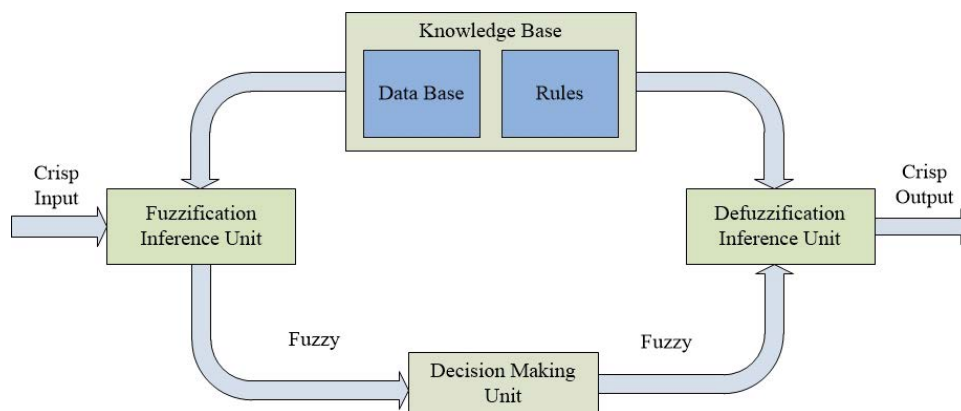 Knowledge Base
Data Base
Rules
Crisp
Input
Crisp
Output
Fuzzification
Inference Unit
Defuzzification
Inference Unit
Fuzzy
Fuzzy
Decision Making
Unit